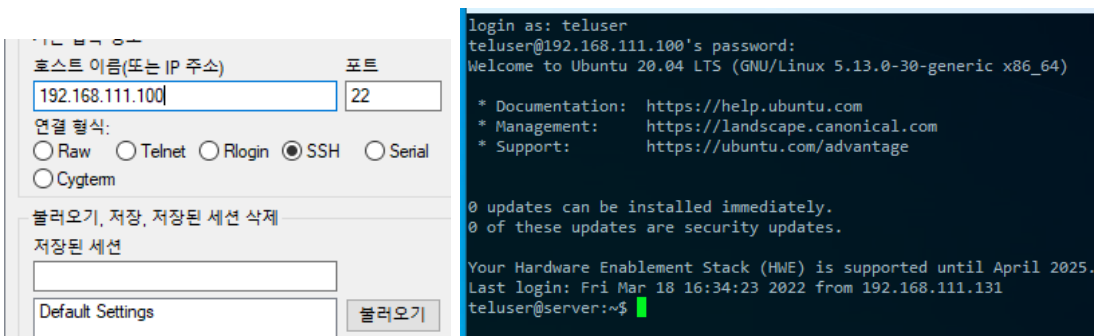 호스트 이름(또는 IP 주소) 포트
192.168.111.100 22
연결 형식:
Raw Telnet Rlogin SSH Serial
Cygterm
불러오기, 저장, 저장된 세션 삭제
저장된 세션
Default Settings 불러오기
login as: teluser
teluser@192.168.111.100's password:
Welcome to Ubuntu 20.04 LTS (GNU/Linux 5.13.0-30-generic x86_64)
* Documentation: https://help.ubuntu.com
* Management: https://landscape.canonical.com
* Support: https://ubuntu.com/advantage
0 updates can be installed immediately.
0 of these updates are security updates.
Your Hardware Enablement Stack (HWE) is supported until April 2025.
Last login: Fri Mar 18 16:34:23 2022 from 192.168.111.131
teluser@server:~$